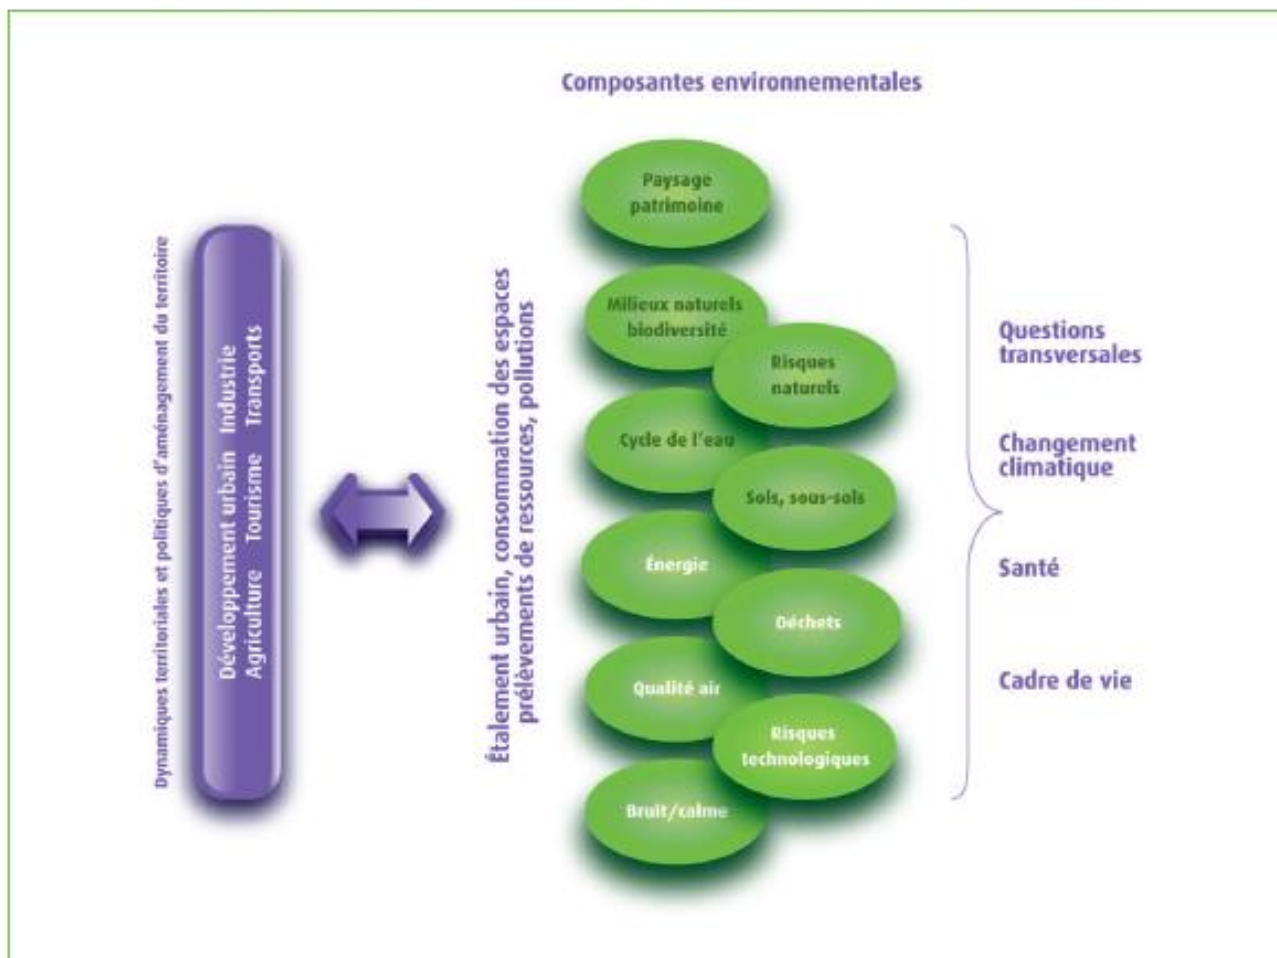 Composantes environnementales
Dynamiques territoriales et politiques d'aménagement du territoire
Développement urbain Industrie
Agriculture Tourisme Transports
Étalement urbain, consommation des espaces
prélèvements de ressources, pollutions
Paysage
patrimoine
Milieux naturels
biodiversité
Risques
naturels
Cycle de l'eau
Sols, sous-sols
Énergie
Déchets
Qualité air
Risques
technologiques
Bruit/calme
Questions
transversales
Changement
climatique
Santé
Cadre de vie